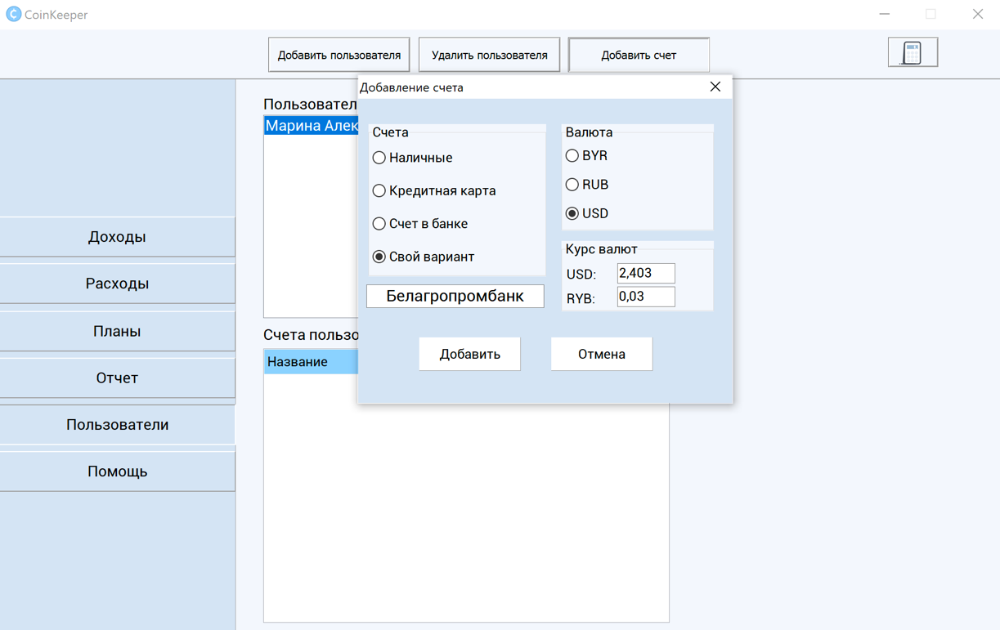 CoinKeeper
Добавить пользователя
Удалить пользователя
Добавить счет
Доходы
Расходы
Планы
Отчет
Пользователи
Помощь
Пользовател
Марина Алек
Счета пользо
Название
Добавление счета
Счета
Наличные
Кредитная карта
Счет в банке
Свой вариант
Белагропромбанк
Валюта
BYR
RUB
USD
Курс валют
USD: 2,403
RYB: 0,03
Добавить
Отмена